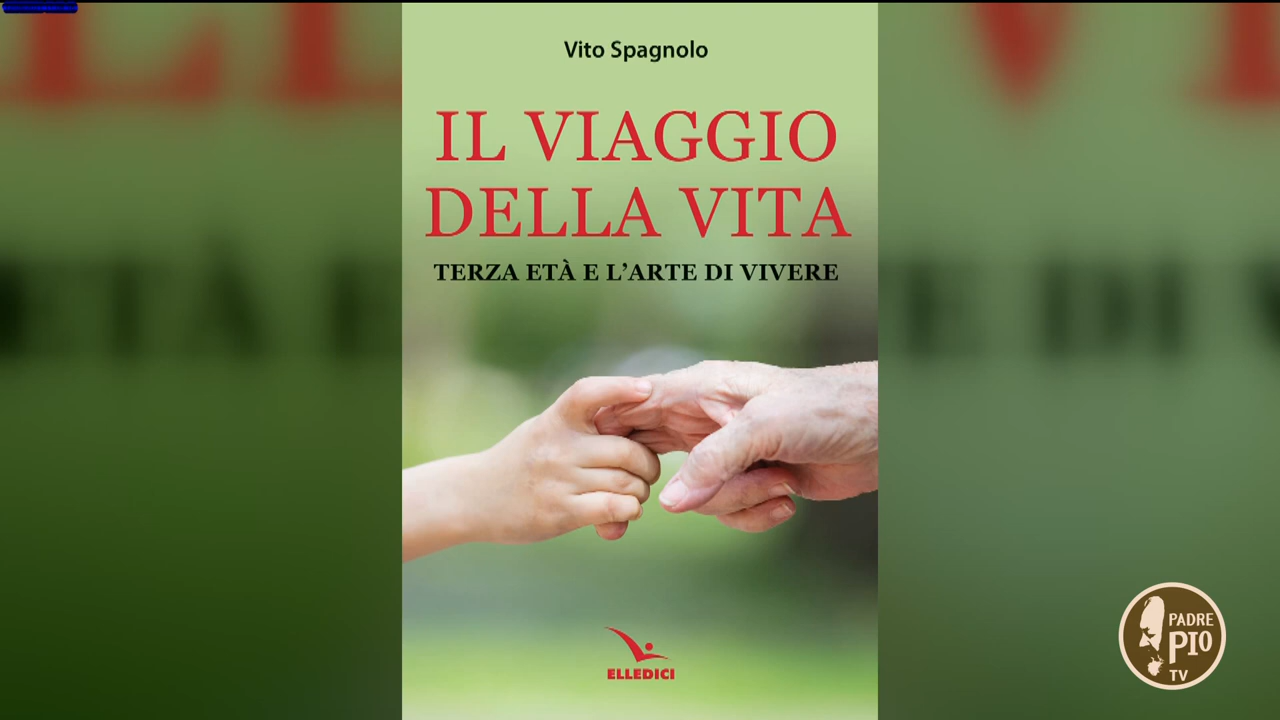 Vito Spagnolo
IL VIAGGIO
DELLA VITA
TERZA ETÀ E L'ARTE DI VIVERE
ELLEDICI
PADRE
PIO
TV